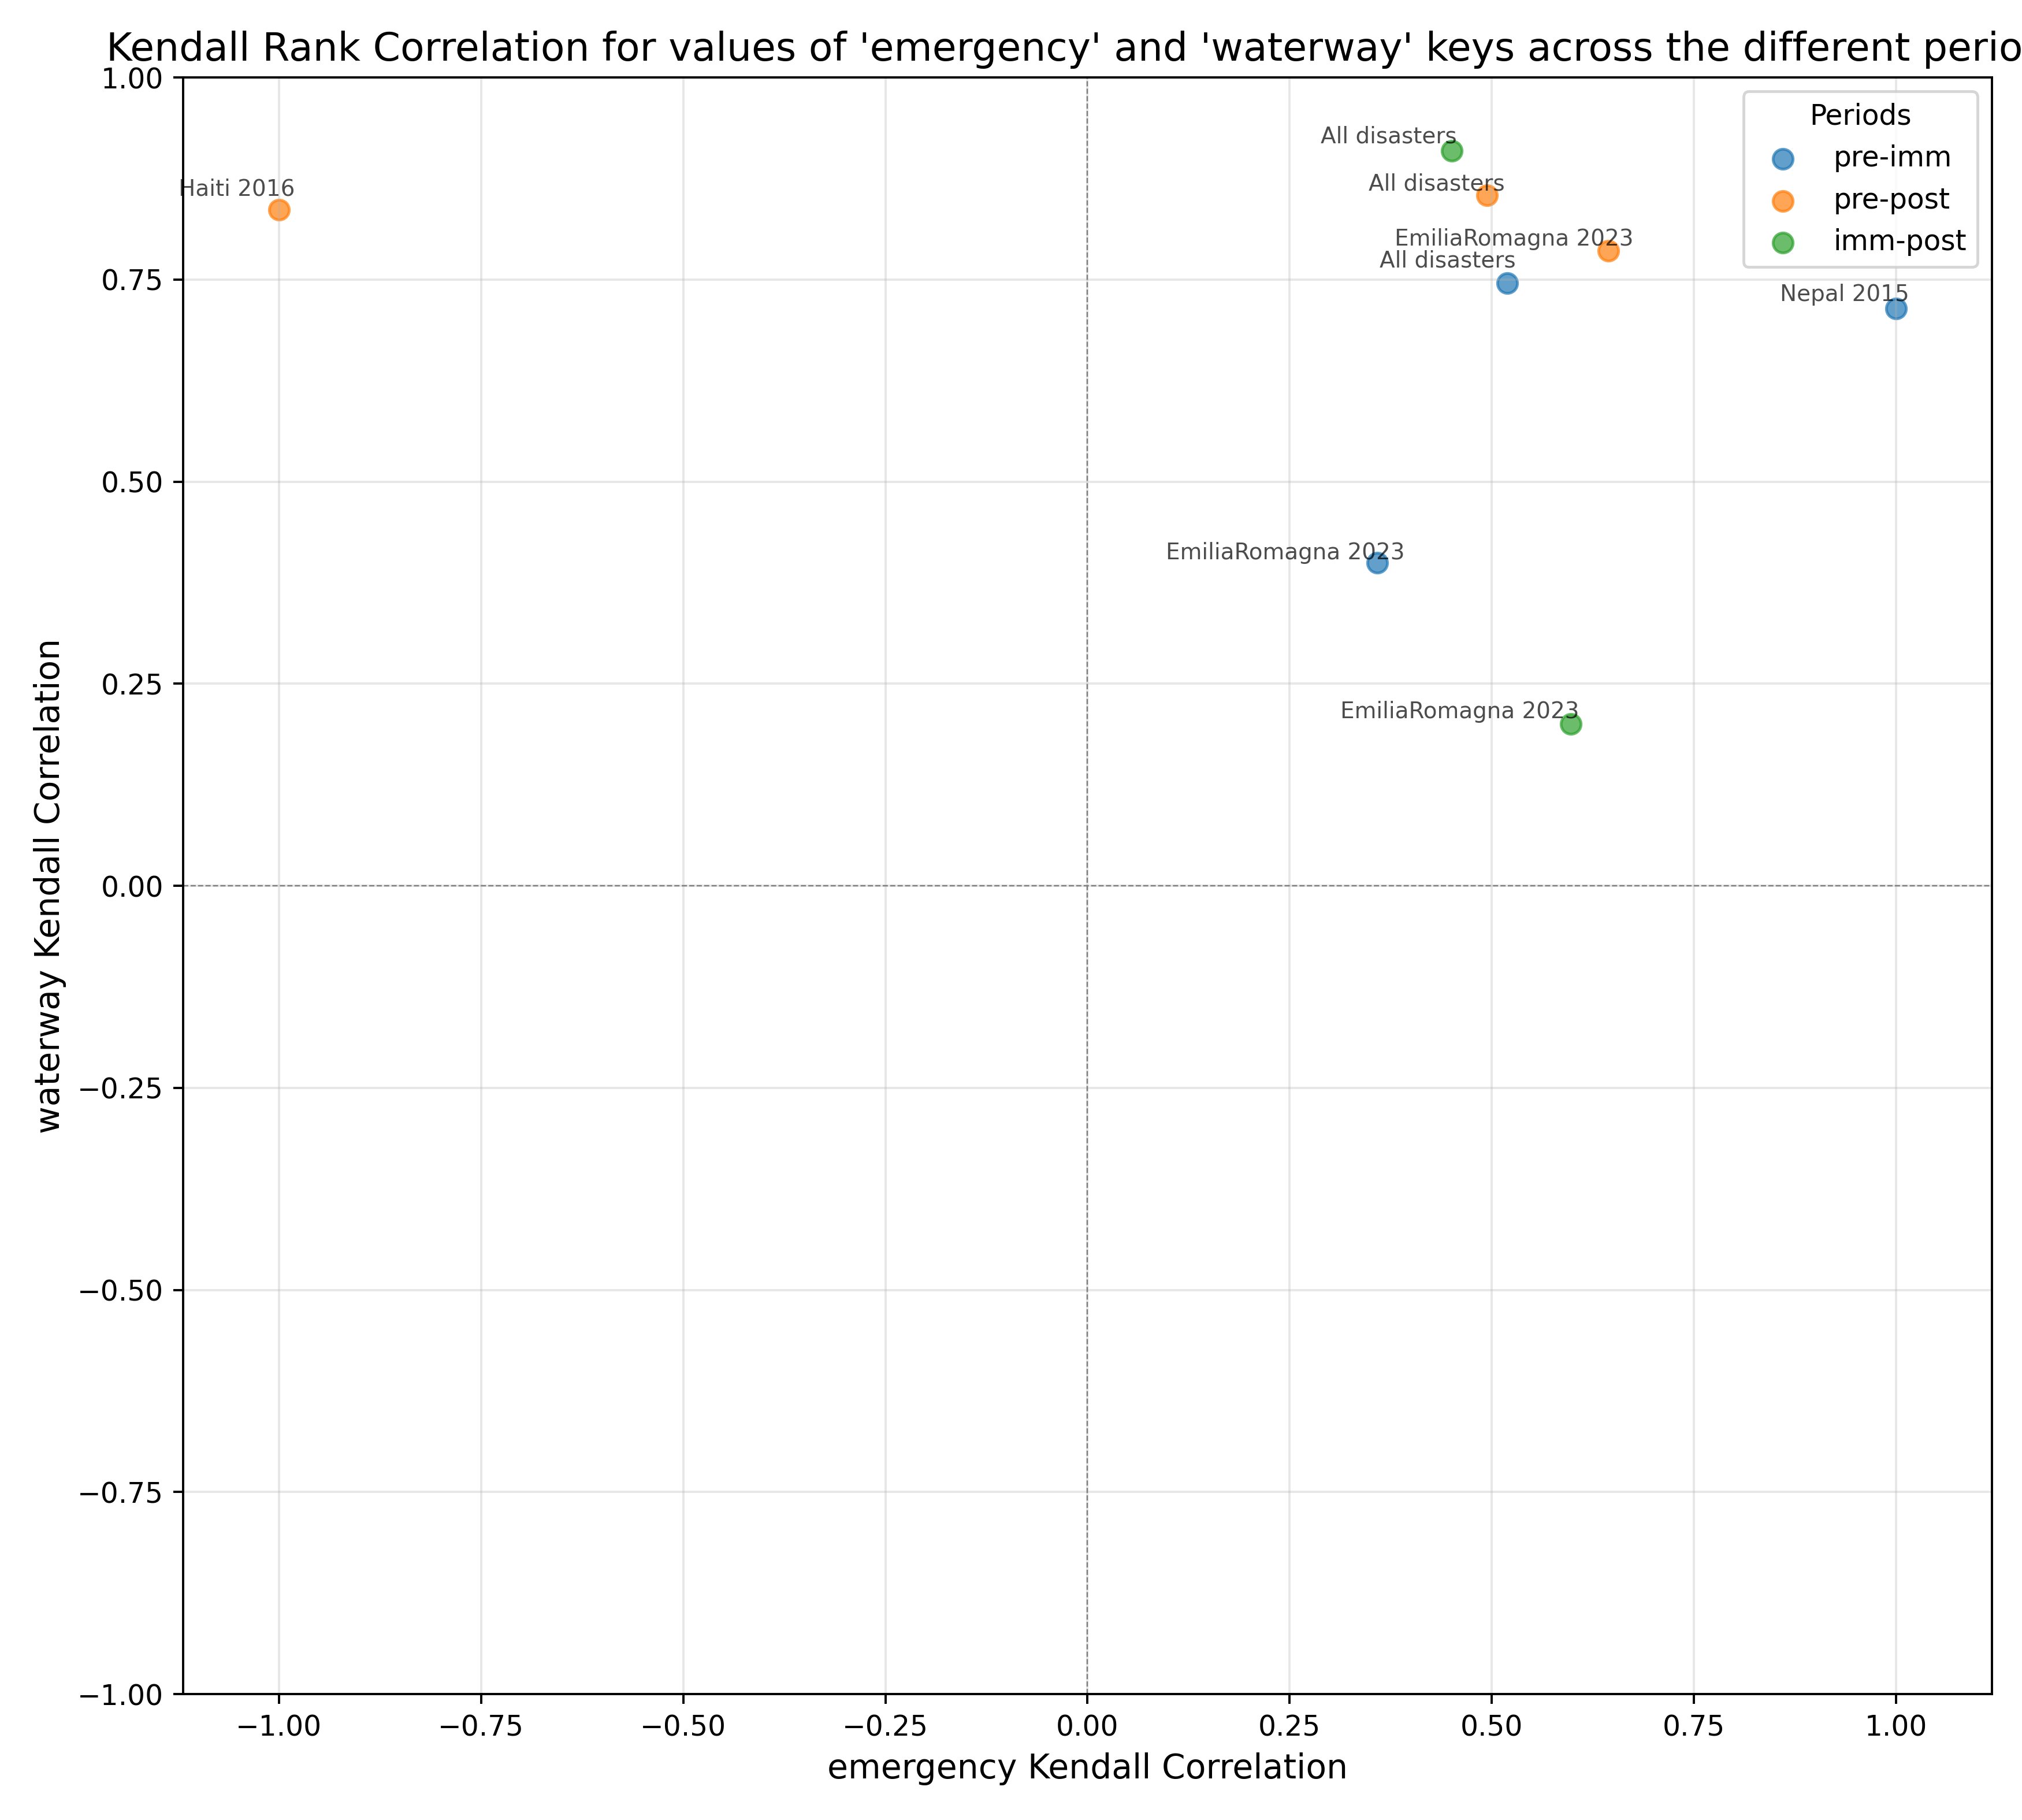 Kendall Rank Correlation for values of 'emergency' and 'waterway' keys across the different perio
1.00
0.75
0.50
0.25
0.00
−0.25
−0.50
−0.75
−1.00
waterway Kendall Correlation
Periods
pre-imm
pre-post
imm-post
All disasters
Haiti 2016
All disasters
EmiliaRomagna 2023
All disasters
Nepal 2015
EmiliaRomagna 2023
EmiliaRomagna 2023
−1.00 −0.75 −0.50 −0.25 0.00 0.25 0.50 0.75 1.00
emergency Kendall Correlation